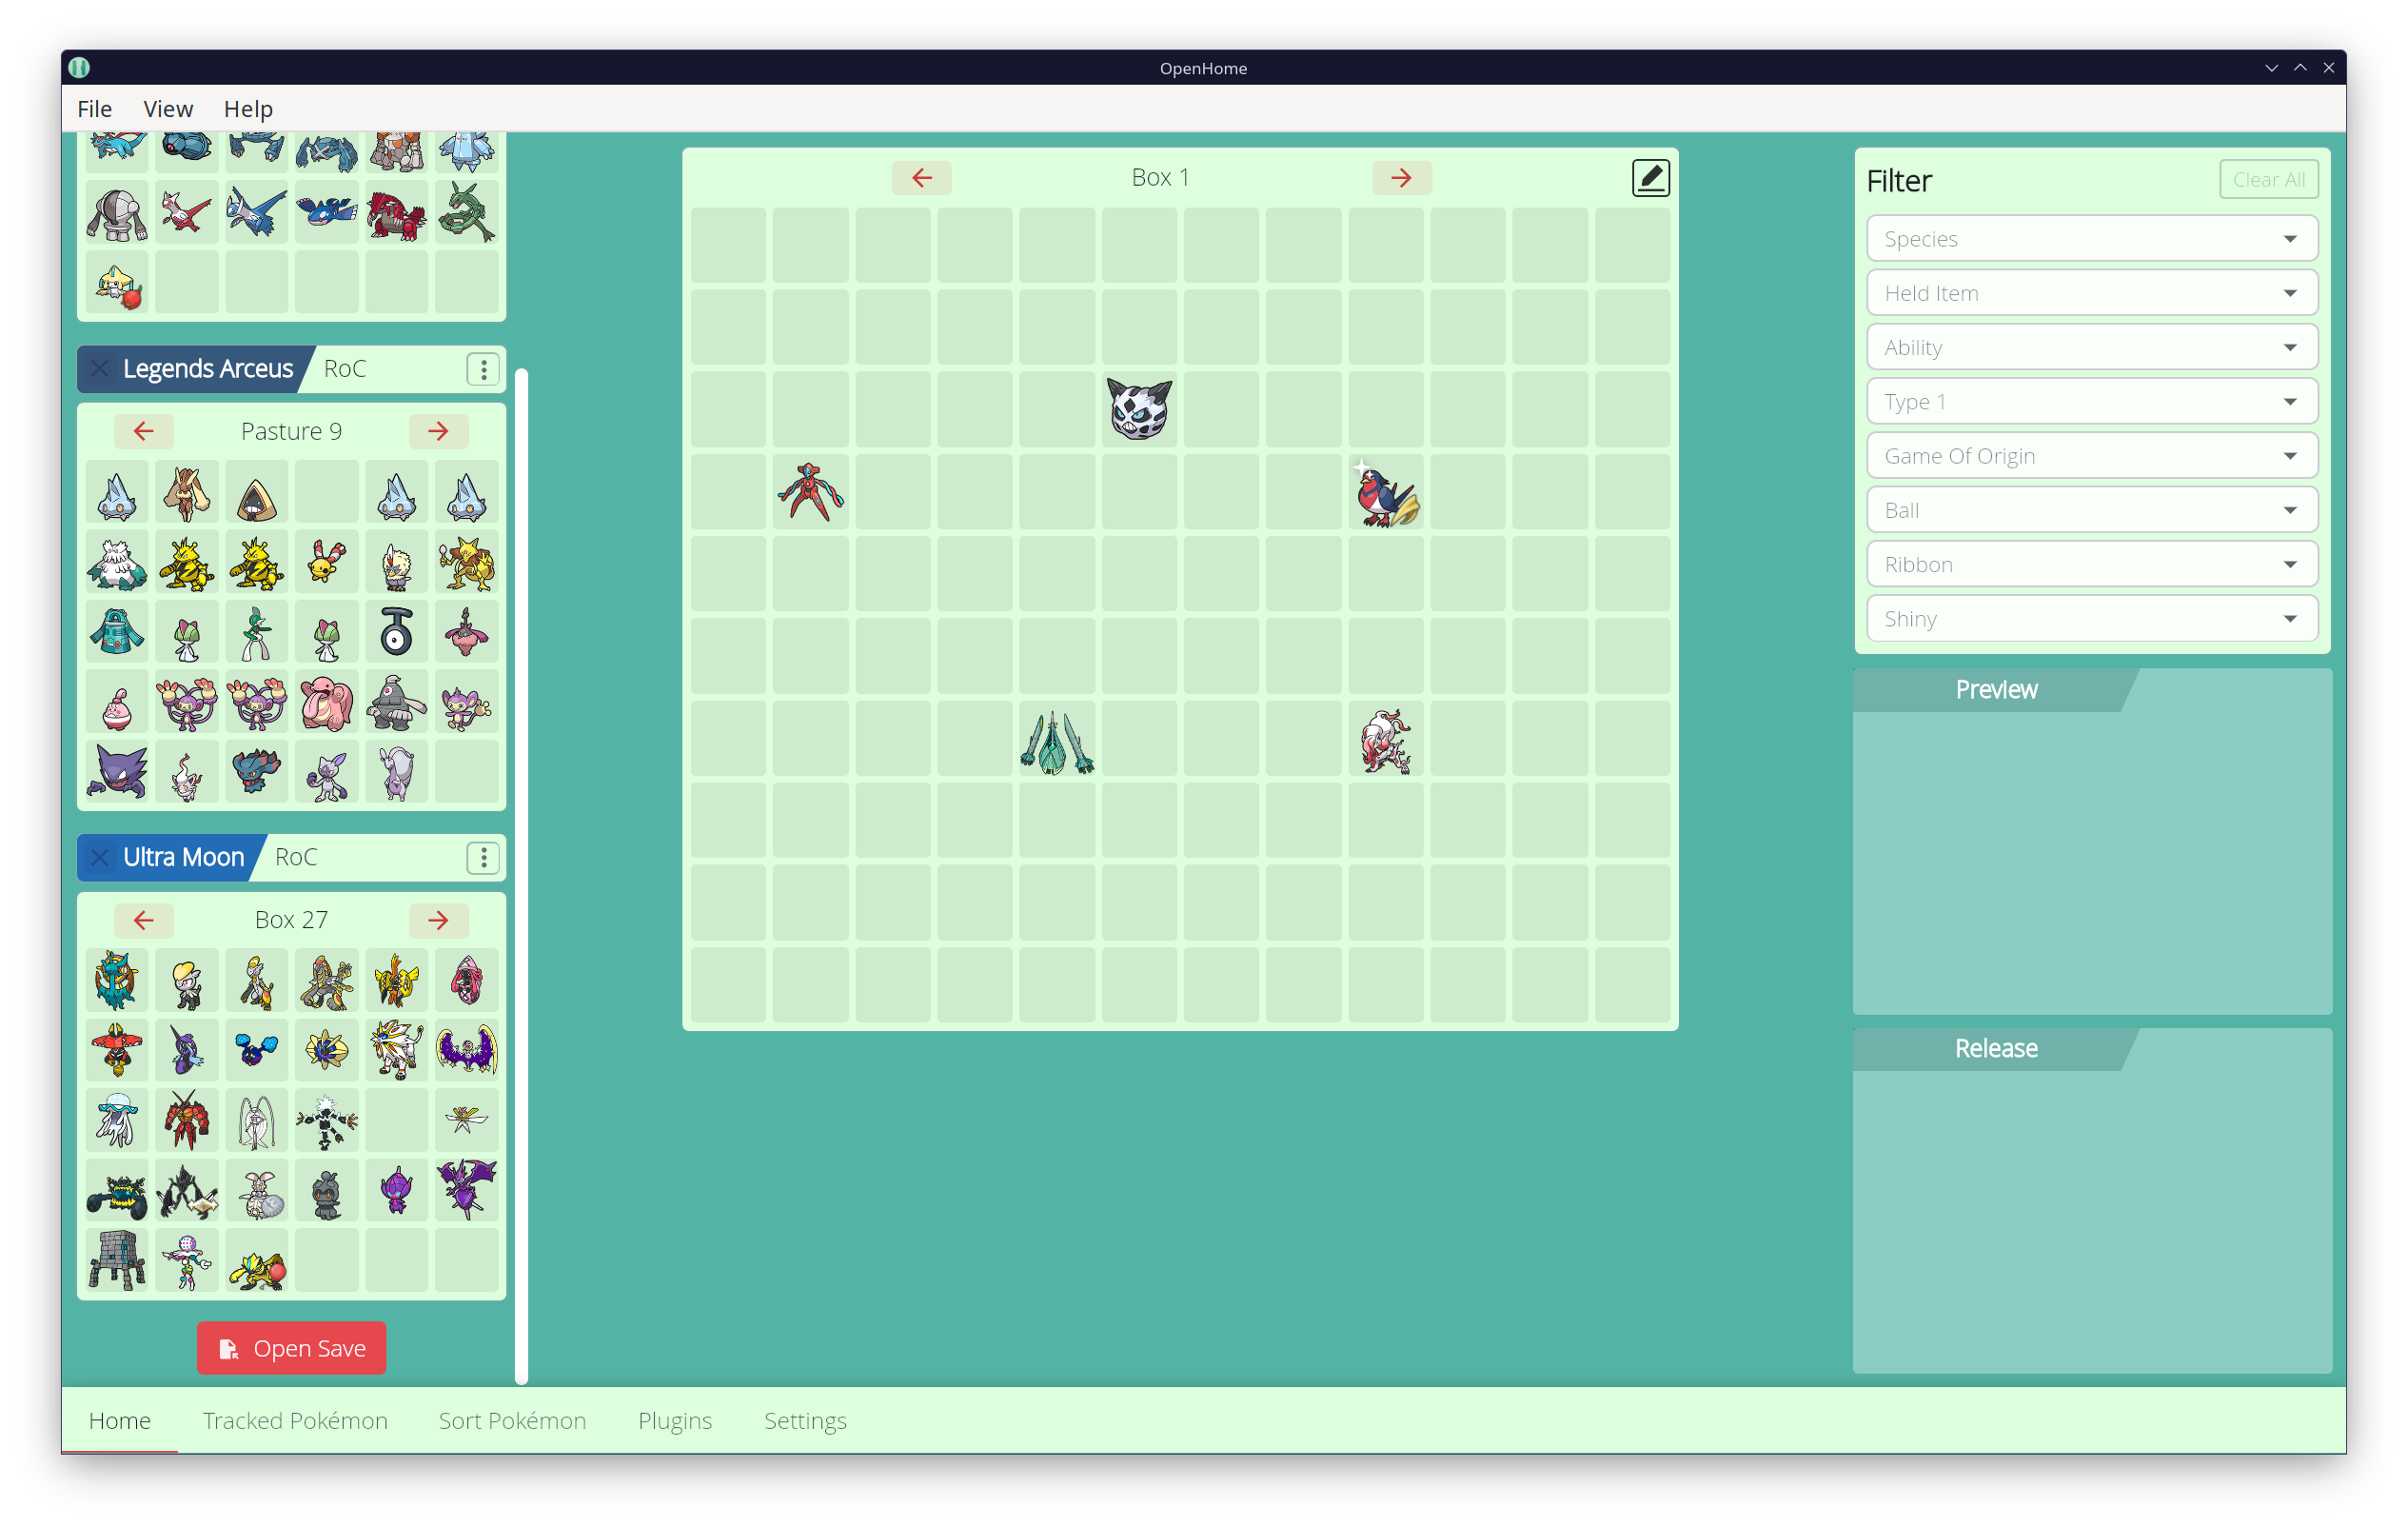 OpenHome
File View Help
Legends Arceus RoC
Pasture 9
Ultra Moon RoC
Box 27
Open Save
Box 1
Filter Clear All
Species
Held Item
Ability
Type 1
Game Of Origin
Ball
Ribbon
Shiny
Preview
Release
Home Tracked Pokémon Sort Pokémon Plugins Settings